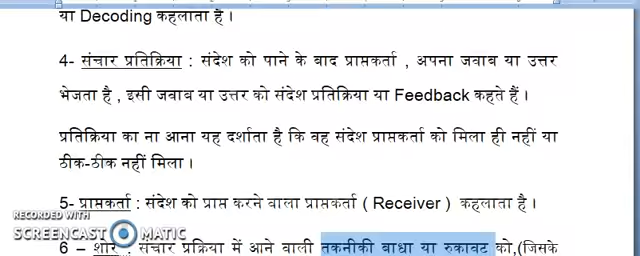 या Decoding कहलाता है ।
4- संचार प्रतिक्रिया : संदेश को पाने के बाद प्राप्तकर्ता , अपना जवाब या उत्तर
भेजता है , इसी जवाब या उत्तर को संदेश प्रतिक्रिया या Feedback कहते हैं ।
प्रतिक्रिया का ना आना यह दर्शाता है कि वह संदेश प्राप्तकर्ता को मिला ही नहीं या
ठीक-ठीक नहीं मिला ।
5- प्राप्तकर्ता : संदेश को प्राप्त करने वाला प्राप्तकर्ता ( Receiver ) कहलाता है ।
RECORDED WITH
SCREENCAST MATIC
6 – शोर : संचार प्रक्रिया में आने वाली तकनीकी बाधा या रुकावट को,(जिसके